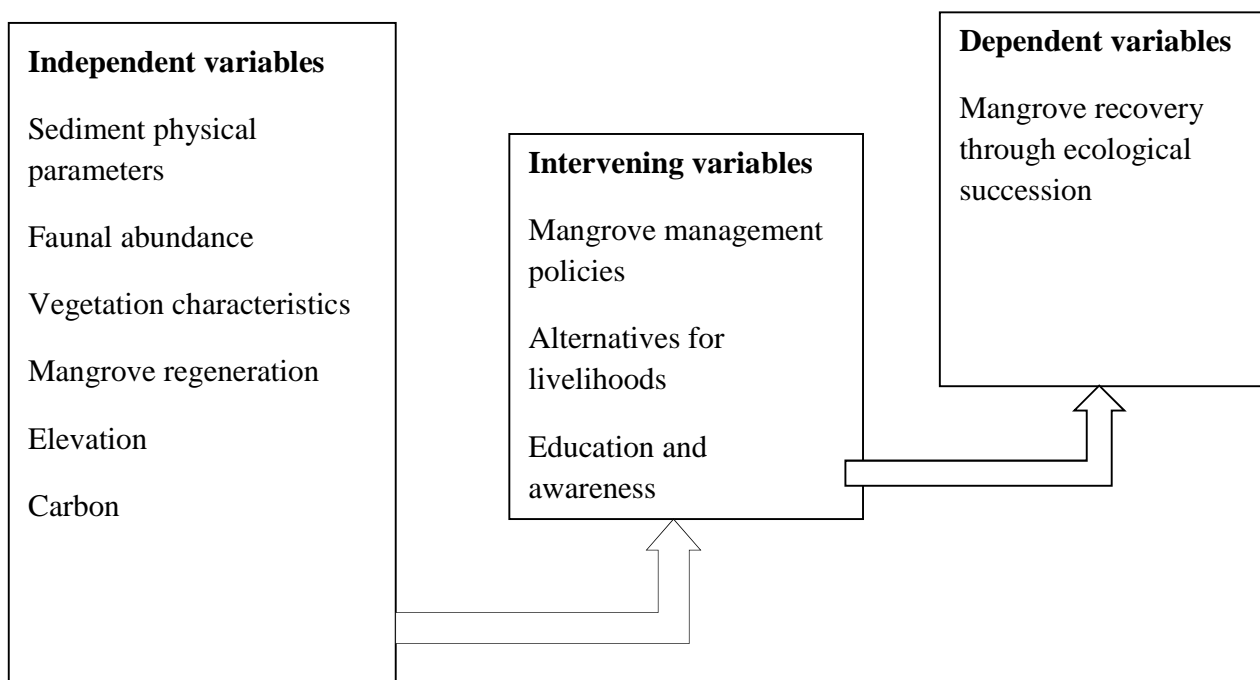 Independent variables
Sediment physical
parameters
Faunal abundance
Vegetation characteristics
Mangrove regeneration
Elevation
Carbon
Intervening variables
Mangrove management
policies
Alternatives for
livelihoods
Education and
awareness
Dependent variables
Mangrove recovery
through ecological
succession